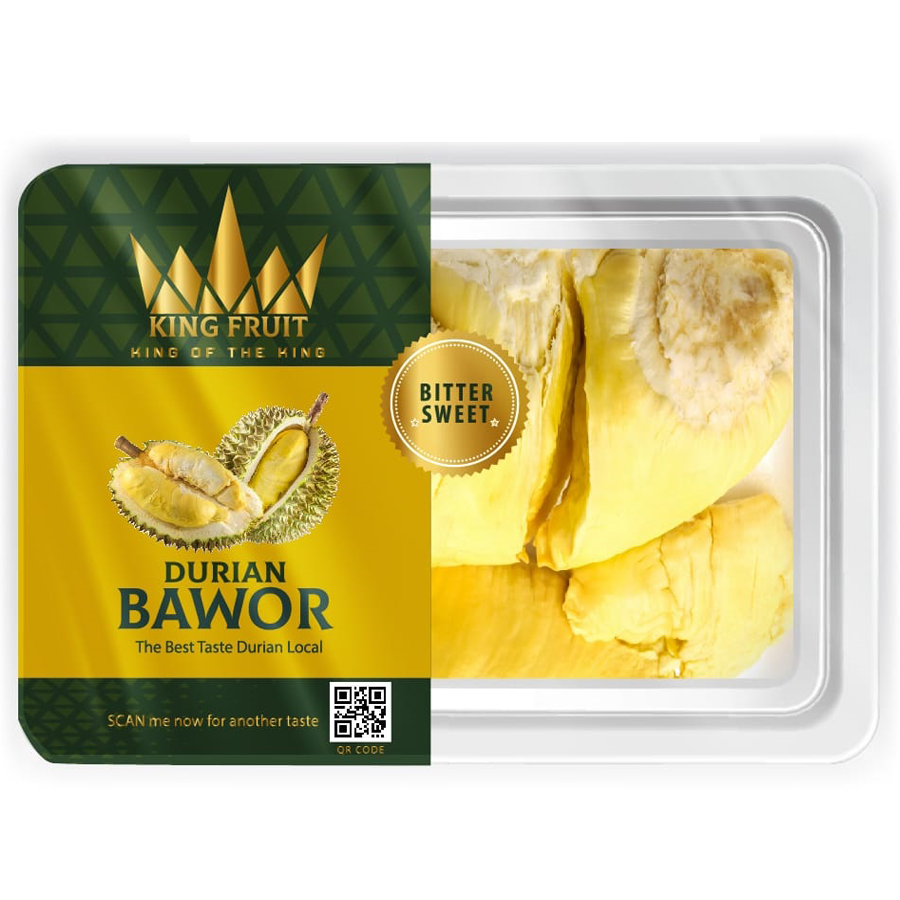 KING FRUIT
KING OF THE KING
BITTER
SWEET
DURIAN
BAWOR
The Best Taste Durian Local
SCAN me now for another taste
QR CODE